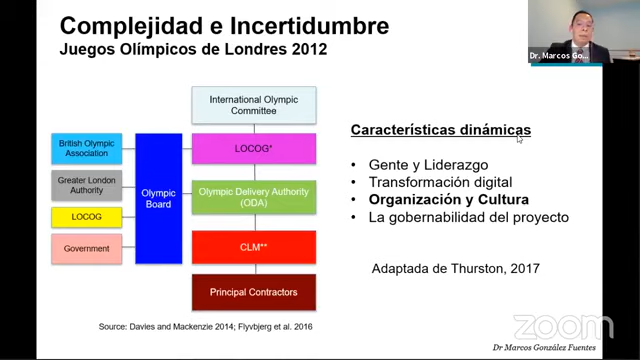 Complejidad e Incertidumbre
Juegos Olímpicos de Londres 2012
Dr. Marcos Go...
International Olympic
Committee
British Olympic
Association
LOCOG*
Greater London
Authority
Olympic
Board
Olympic Delivery Authority
(ODA)
LOCOG
Government
CLM**
Principal Contractors
Source: Davies and Mackenzie 2014; Flyvbjerg et al. 2016
Características dinámicas
• Gente y Liderazgo
• Transformación digital
• Organización y Cultura
• La gobernabilidad del proyecto
Adaptada de Thurston, 2017
zoom
Dr Marcos González Fuentes